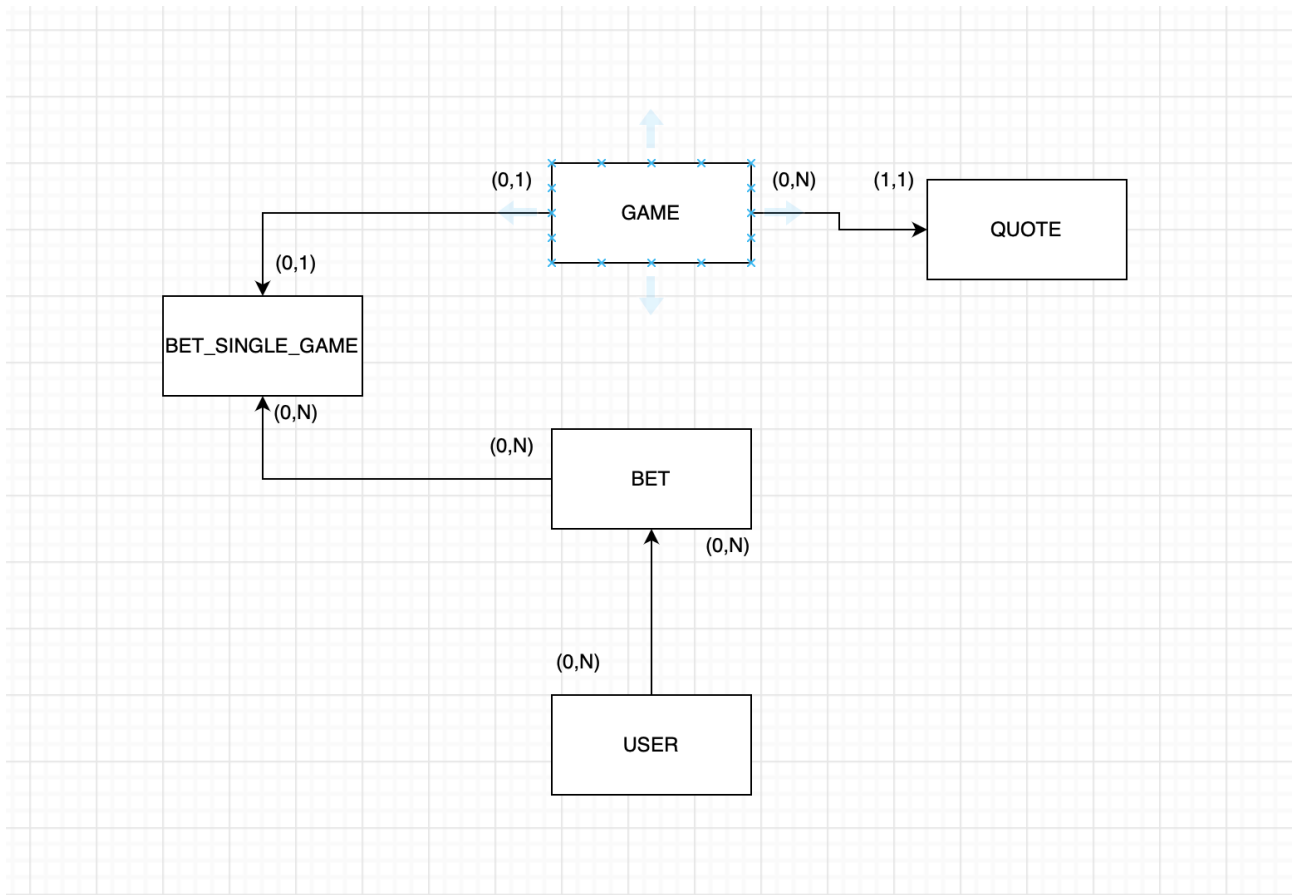 (0,1)
GAME
(0,N)
(1,1)
QUOTE
(0,1)
BET_SINGLE_GAME
(0,N)
(0,N)
BET
(0,N)
(0,N)
USER